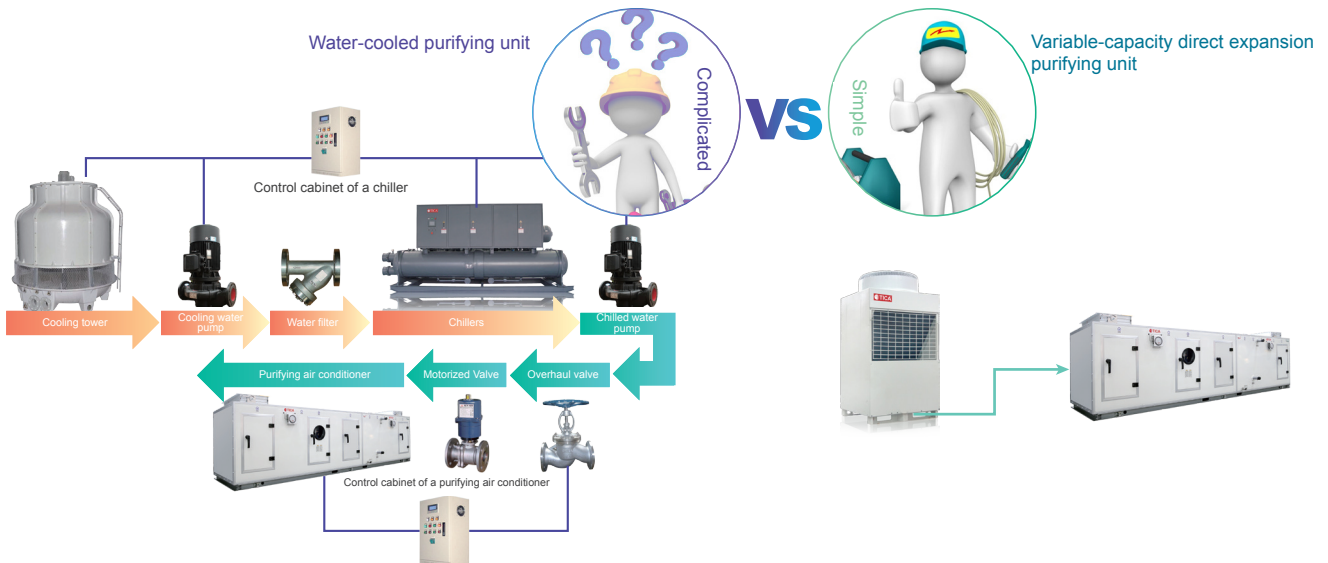 Water-cooled purifying unit
Complicated
VS
Simple
Variable-capacity direct expansion
purifying unit
Control cabinet of a chiller
Cooling tower
Cooling water
pump
Water filter
Chillers
Chilled water
pump
Purifying air conditioner
Motorized Valve
Overhaul valve
Control cabinet of a purifying air conditioner
TICA